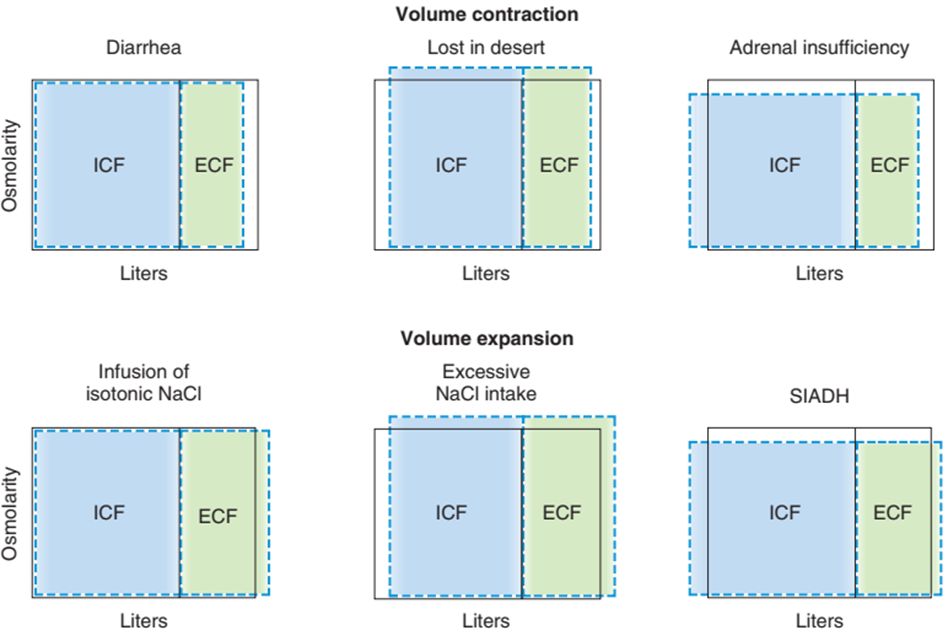 Volume contraction
Diarrhea
Lost in desert
Adrenal insufficiency
Osmolarity
ICF
ECF
ICF
ECF
ICF
ECF
Liters
Liters
Liters
Volume expansion
Infusion of
isotonic NaCl
Excessive
NaCl intake
SIADH
Osmolarity
ICF
ECF
ICF
ECF
ICF
ECF
Liters
Liters
Liters